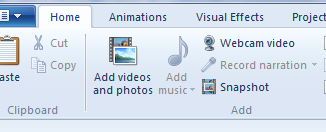 Home Animations Visual Effects Project
Cut
Copy
aste
Clipboard
Add videos
and photos
Add
music
Webcam video
Record narration
Snapshot
Add